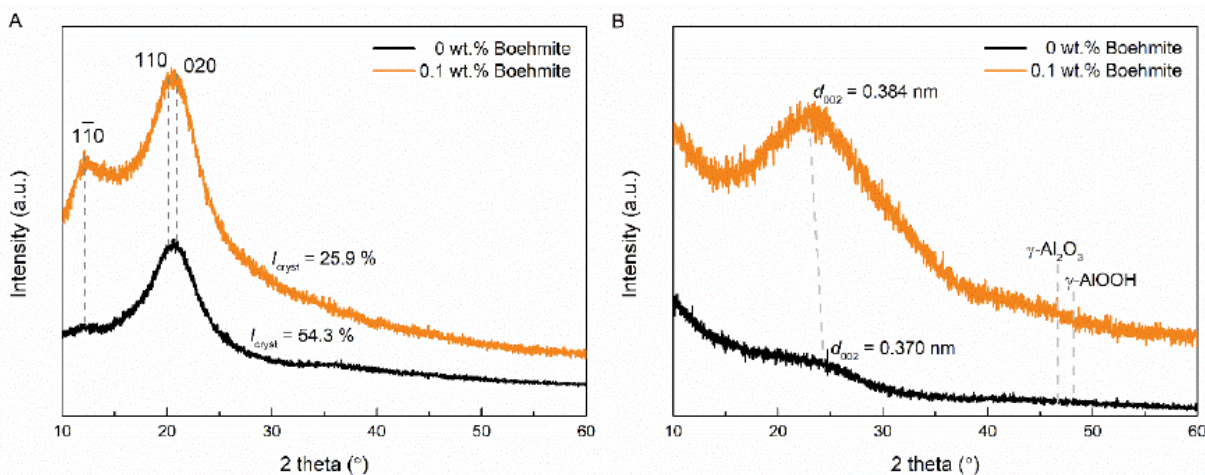 A
0 wt.% Boehmite
0.1 wt.% Boehmite
110
020
11̅0
Icryst = 25.9 %
Icryst = 54.3 %
Intensity (a.u.)
10 20 30 40 50 60
2 theta (°)
B
0 wt.% Boehmite
0.1 wt.% Boehmite
d002 = 0.384 nm
γ-Al2O3
γ-AlOOH
d002 = 0.370 nm
Intensity (a.u.)
10 20 30 40 50 60
2 theta (°)